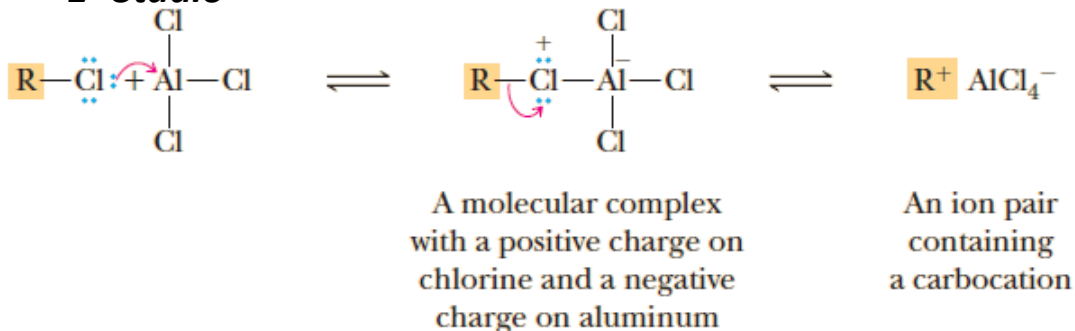 Cl Cl
R—Cl + Al—Cl ⇌ R—Cl⁺—Al⁻—Cl ⇌ R⁺ AlCl₄⁻
Cl Cl
A molecular complex
with a positive charge on
chlorine and a negative
charge on aluminum
An ion pair
containing
a carbocation